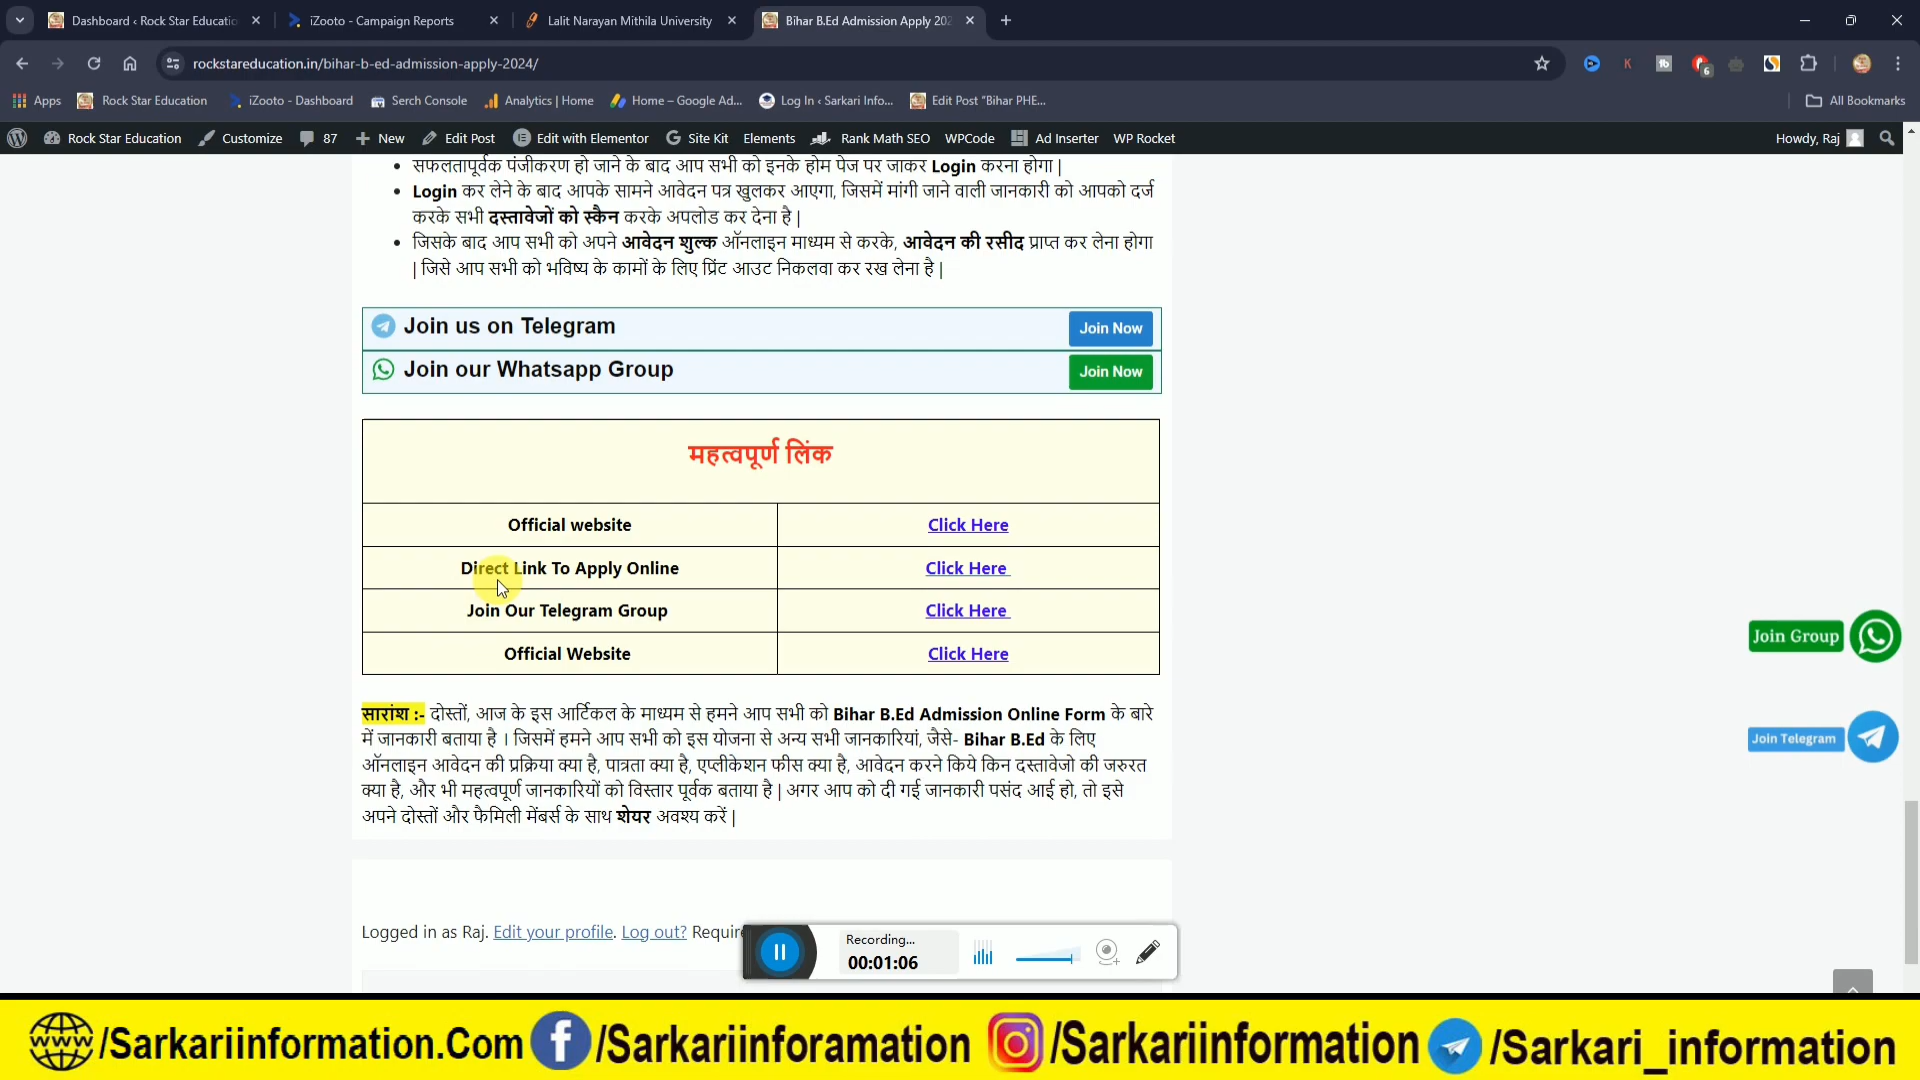 Dashboard ‹ Rock Star Educatio
iZooto - Campaign Reports
Lalit Narayan Mithila University
Bihar B.Ed Admission Apply 202
rockstareducation.in/bihar-b-ed-admission-apply-2024/
Apps
Rock Star Education
iZooto - Dashboard
Serch Console
Analytics | Home
Home – Google Ad...
Log In ‹ Sarkari Info...
Edit Post "Bihar PHE...
All Bookmarks
Rock Star Education
Customize
87
New
Edit Post
Edit with Elementor
Site Kit
Elements
Rank Math SEO
WPCode
Ad Inserter
WP Rocket
Howdy, Raj
सफलतापूर्वक पंजीकरण हो जाने के बाद आप सभी को इनके होम पेज पर जाकर Login करना होगा |
Login कर लेने के बाद आपके सामने आवेदन पत्र खुलकर आएगा, जिसमें मांगी जाने वाली जानकारी को आपको दर्ज
करके सभी दस्तावेजों को स्कैन करके अपलोड कर देना है |
जिसके बाद आप सभी को अपने आवेदन शुल्क ऑनलाइन माध्यम से करके, आवेदन की रसीद प्राप्त कर लेना होगा
| जिसे आप सभी को भविष्य के कामों के लिए प्रिंट आउट निकलवा कर रख लेना है |
Join us on Telegram
Join Now
Join our Whatsapp Group
Join Now
महत्वपूर्ण लिंक
Official website
Click Here
Direct Link To Apply Online
Click Here
Join Our Telegram Group
Click Here
Official Website
Click Here
Join Group
Join Telegram
सारांश :- दोस्तों, आज के इस आर्टिकल के माध्यम से हमने आप सभी को Bihar B.Ed Admission Online Form के बारे
में जानकारी बताया है । जिसमें हमने आप सभी को इस योजना से अन्य सभी जानकारियां, जैसे- Bihar B.Ed के लिए
ऑनलाइन आवेदन की प्रक्रिया क्या है, पात्रता क्या है, एप्लीकेशन फीस क्या है, आवेदन करने किये किन दस्तावेजो की जरुरत
क्या है, और भी महत्वपूर्ण जानकारियों को विस्तार पूर्वक बताया है | अगर आप को दी गई जानकारी पसंद आई हो, तो इसे
अपने दोस्तों और फैमिली मेंबर्स के साथ शेयर अवश्य करें |
Logged in as Raj. Edit your profile. Log out? Require
Recording...
00:01:06
/Sarkariinformation.Com
/Sarkariinforamation
/Sarkariinformation
/Sarkari_information